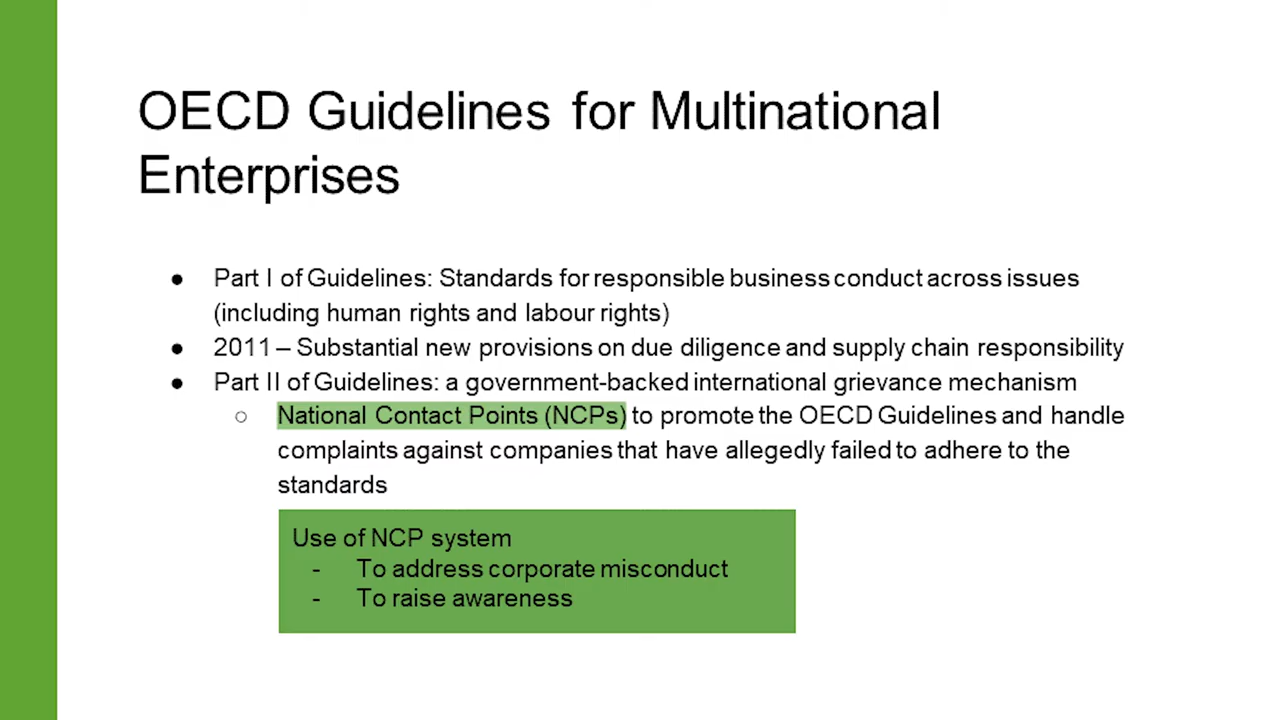 OECD Guidelines for Multinational
Enterprises
● Part I of Guidelines: Standards for responsible business conduct across issues
(including human rights and labour rights)
● 2011 – Substantial new provisions on due diligence and supply chain responsibility
● Part II of Guidelines: a government-backed international grievance mechanism
○ National Contact Points (NCPs) to promote the OECD Guidelines and handle
complaints against companies that have allegedly failed to adhere to the
standards
Use of NCP system
- To address corporate misconduct
- To raise awareness